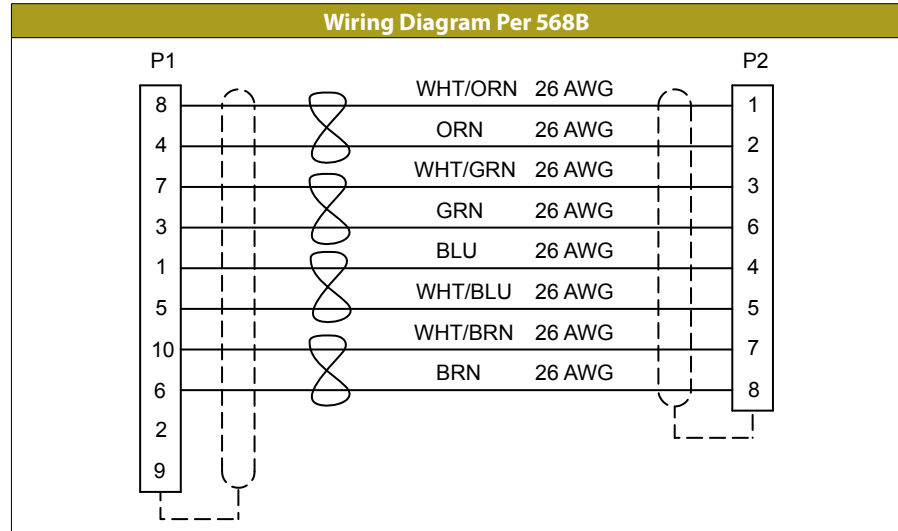 Wiring Diagram Per 568B
P1 P2
8 WHT/ORN 26 AWG 1
4 ORN 26 AWG 2
7 WHT/GRN 26 AWG 3
3 GRN 26 AWG 6
1 BLU 26 AWG 4
5 WHT/BLU 26 AWG 5
10 WHT/BRN 26 AWG 7
6 BRN 26 AWG 8
2
9